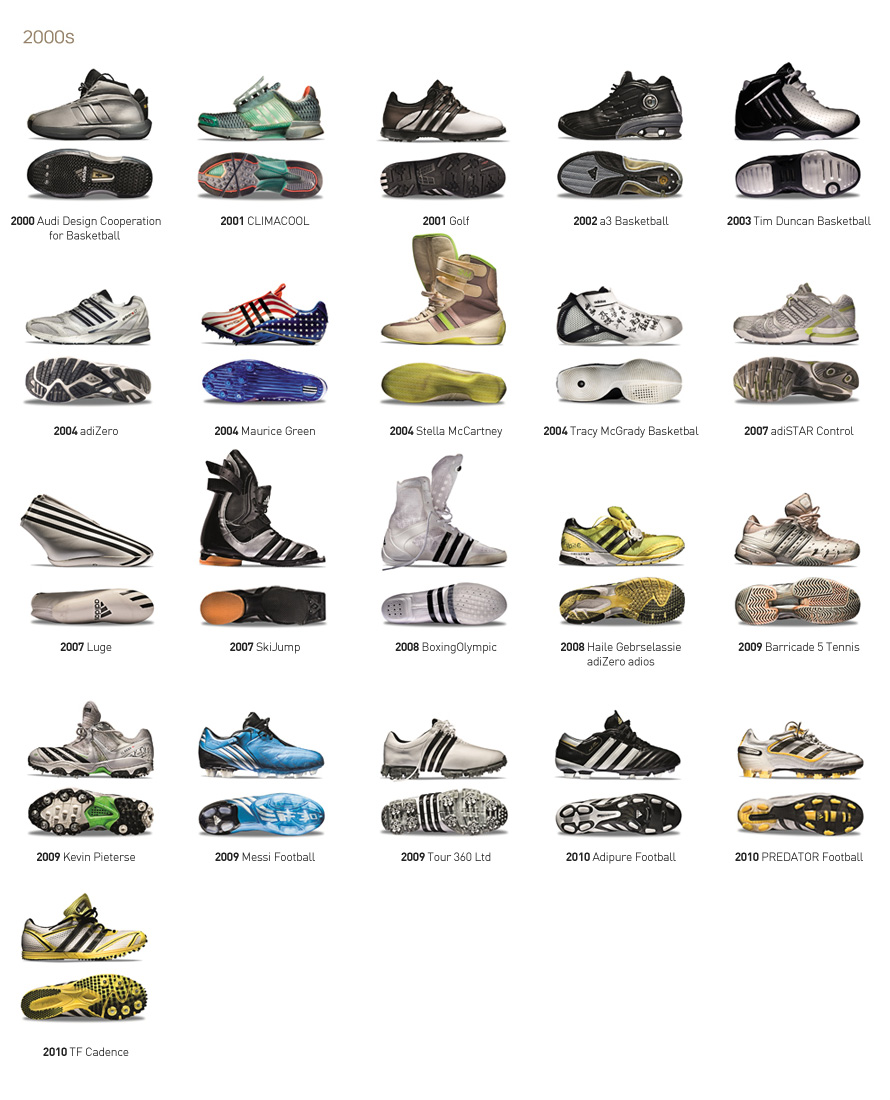 2000s
2000 Audi Design Cooperation
for Basketball
2001 CLIMACOOL
2001 Golf
2002 a3 Basketball
2003 Tim Duncan Basketball
2004 adiZero
2004 Maurice Green
2004 Stella McCartney
2004 Tracy McGrady Basketbal
2007 adiSTAR Control
2007 Luge
2007 SkiJump
2008 BoxingOlympic
2008 Haile Gebrselassie
adiZero adios
2009 Barricade 5 Tennis
2009 Kevin Pieterse
2009 Messi Football
2009 Tour 360 Ltd
2010 Adipure Football
2010 PREDATOR Football
2010 TF Cadence